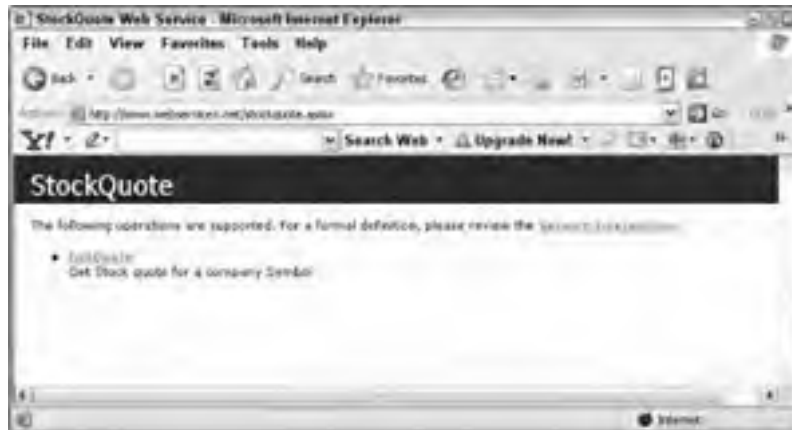 StockQuote Web Service - Microsoft Internet Explorer
File Edit View Favorites Tools Help
Back Search Favorites
Y! Search Web Upgrade Now!
StockQuote
The following operations are supported. For a formal definition, please review the Service Description.
GetQuote
Get Stock quote for a company Symbol
Internet